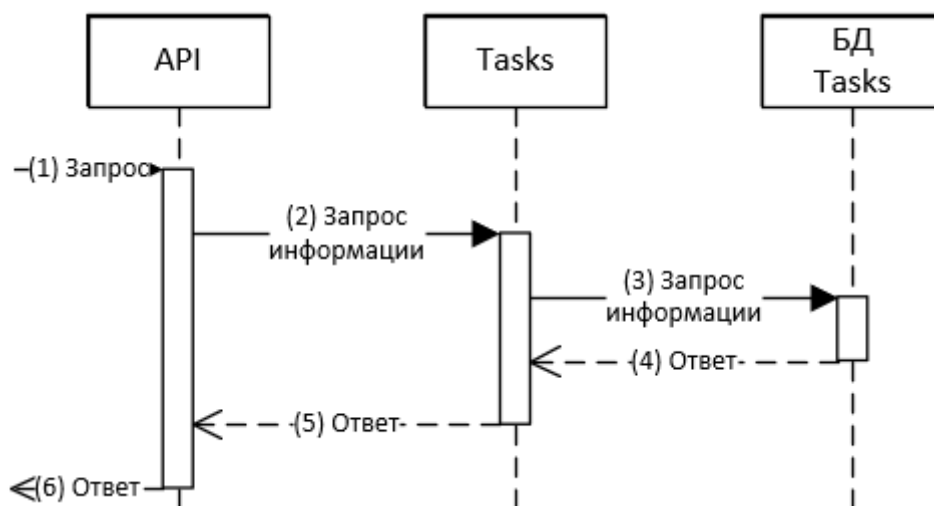 API
Tasks
БД
Tasks
(1) Запрос
(2) Запрос
информации
(3) Запрос
информации
(4) Ответ
(5) Ответ
(6) Ответ